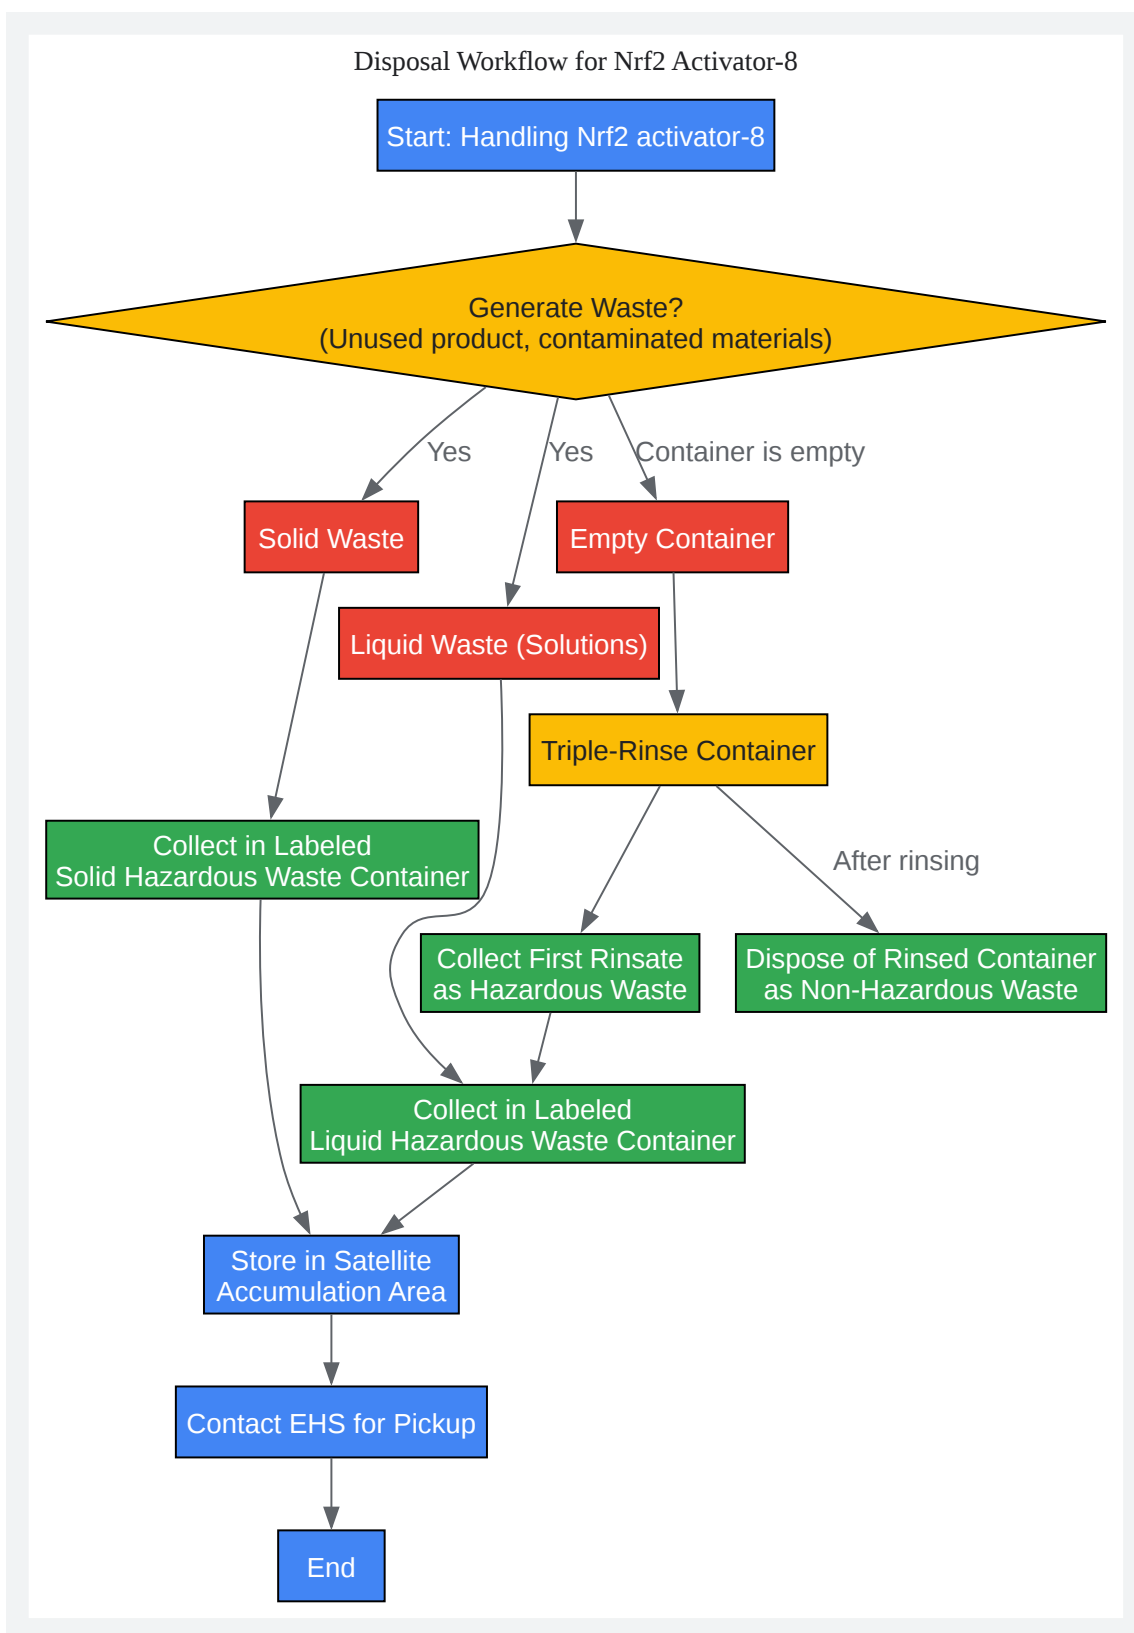 Disposal Workflow for Nrf2 Activator-8
Start: Handling Nrf2 activator-8
Generate Waste?
(Unused product, contaminated materials)
Yes
Yes
Container is empty
Solid Waste
Empty Container
Liquid Waste (Solutions)
Triple-Rinse Container
Collect in Labeled
Solid Hazardous Waste Container
After rinsing
Collect First Rinsate
as Hazardous Waste
Dispose of Rinsed Container
as Non-Hazardous Waste
Collect in Labeled
Liquid Hazardous Waste Container
Store in Satellite
Accumulation Area
Contact EHS for Pickup
End